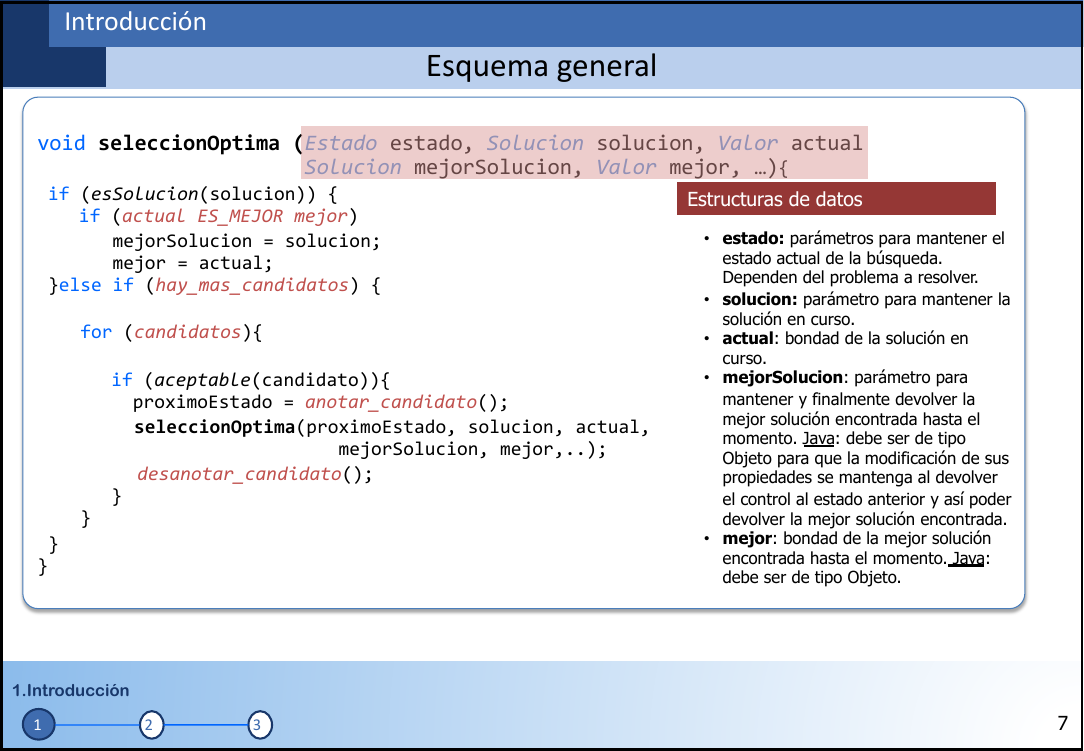 Introducción
Esquema general
void seleccionOptima (Estado estado, Solucion solucion, Valor actual
Solucion mejorSolucion, Valor mejor, …){
if (esSolucion(solucion)) {
if (actual ES_MEJOR mejor)
mejorSolucion = solucion;
mejor = actual;
}else if (hay_mas_candidatos) {
for (candidatos){
if (aceptable(candidato)){
proximoEstado = anotar_candidato();
seleccionOptima(proximoEstado, solucion, actual,
mejorSolucion, mejor,..);
desanotar_candidato();
}
}
}
}
Estructuras de datos
• estado: parámetros para mantener el
estado actual de la búsqueda.
Dependen del problema a resolver.
• solucion: parámetro para mantener la
solución en curso.
• actual: bondad de la solución en
curso.
• mejorSolucion: parámetro para
mantener y finalmente devolver la
mejor solución encontrada hasta el
momento. Java: debe ser de tipo
Objeto para que la modificación de sus
propiedades se mantenga al devolver
el control al estado anterior y así poder
devolver la mejor solución encontrada.
• mejor: bondad de la mejor solución
encontrada hasta el momento. Java:
debe ser de tipo Objeto.
1.Introducción
1 2 3
7